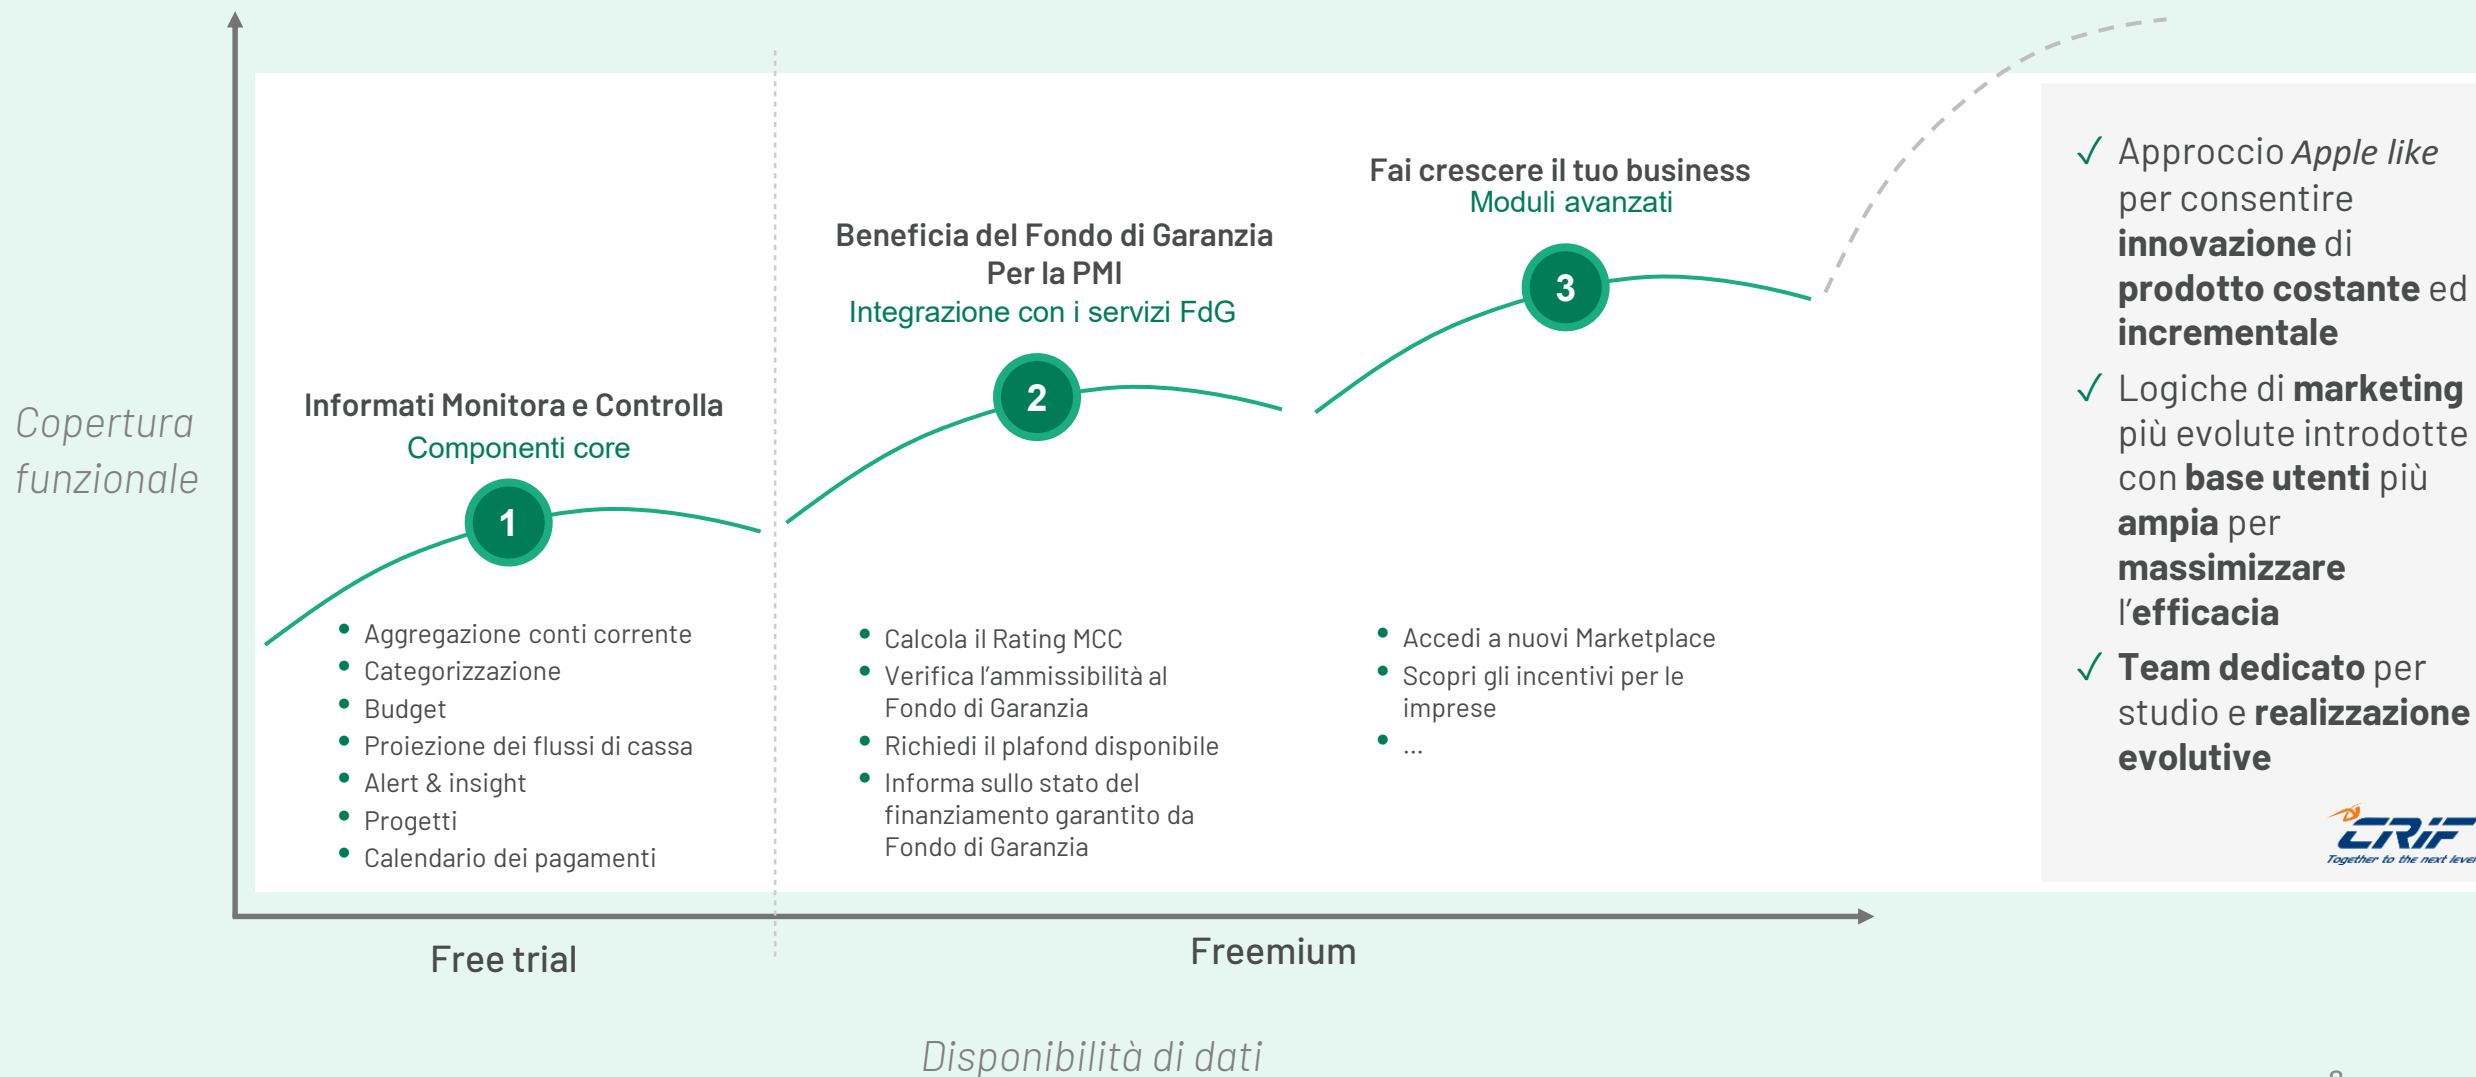 Copertura
funzionale
Informati Monitora e Controlla
Componenti core
1
• Aggregazione conti corrente
• Categorizzazione
• Budget
• Proiezione dei flussi di cassa
• Alert & insight
• Progetti
• Calendario dei pagamenti
Beneficia del Fondo di Garanzia
Per la PMI
Integrazione con i servizi FdG
2
• Calcola il Rating MCC
• Verifica l'ammissibilità al
Fondo di Garanzia
• Richiedi il plafond disponibile
• Informa sullo stato del
finanziamento garantito da
Fondo di Garanzia
Fai crescere il tuo business
Moduli avanzati
3
• Accedi a nuovi Marketplace
• Scopri gli incentivi per le
imprese
• ...
✓ Approccio Apple like
per consentire
innovazione di
prodotto costante ed
incrementale
✓ Logiche di marketing
più evolute introdotte
con base utenti più
ampia per
massimizzare
l'efficacia
✓ Team dedicato per
studio e realizzazione
evolutive
CRIF
Together to the next level
Free trial
Freemium
Disponibilità di dati